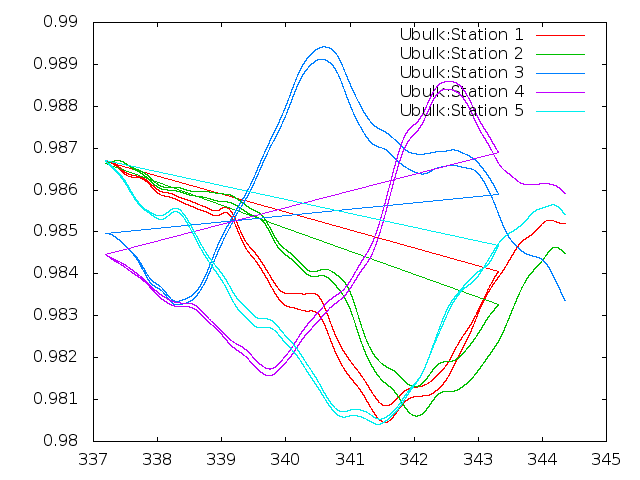 0.99
0.989
0.988
0.987
0.986
0.985
0.984
0.983
0.982
0.981
0.98
337 338 339 340 341 342 343 344 345
Ubulk:Station 1
Ubulk:Station 2
Ubulk:Station 3
Ubulk:Station 4
Ubulk:Station 5